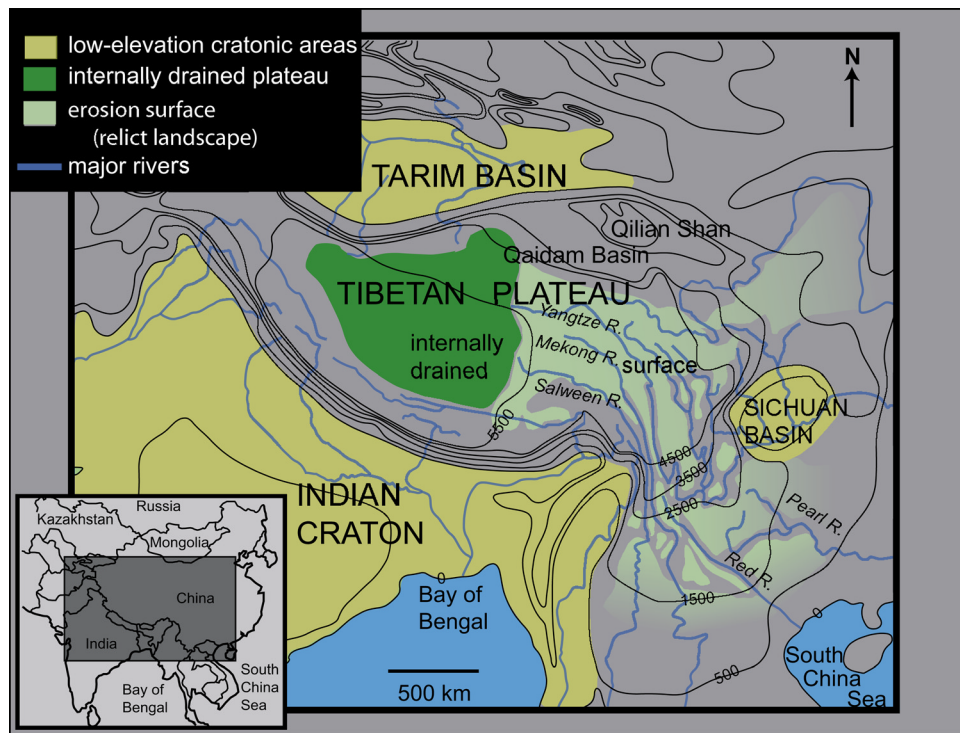 low-elevation cratonic areas
internally drained plateau
erosion surface
(relict landscape)
major rivers
N
TARIM BASIN
Qilian Shan
Qaidam Basin
TIBETAN PLATEAU
Yangtze R.
internally
drained
Mekong R.
surface
Salween R.
5500
SICHUAN
BASIN
4500
3500
2500
INDIAN
CRATON
Pearl R.
Red R.
1500
0
Bay of
Bengal
0
500
500 km
South
China
Sea
Russia
Kazakhstan
Mongolia
China
India
Bay of
Bengal
South
China
Sea